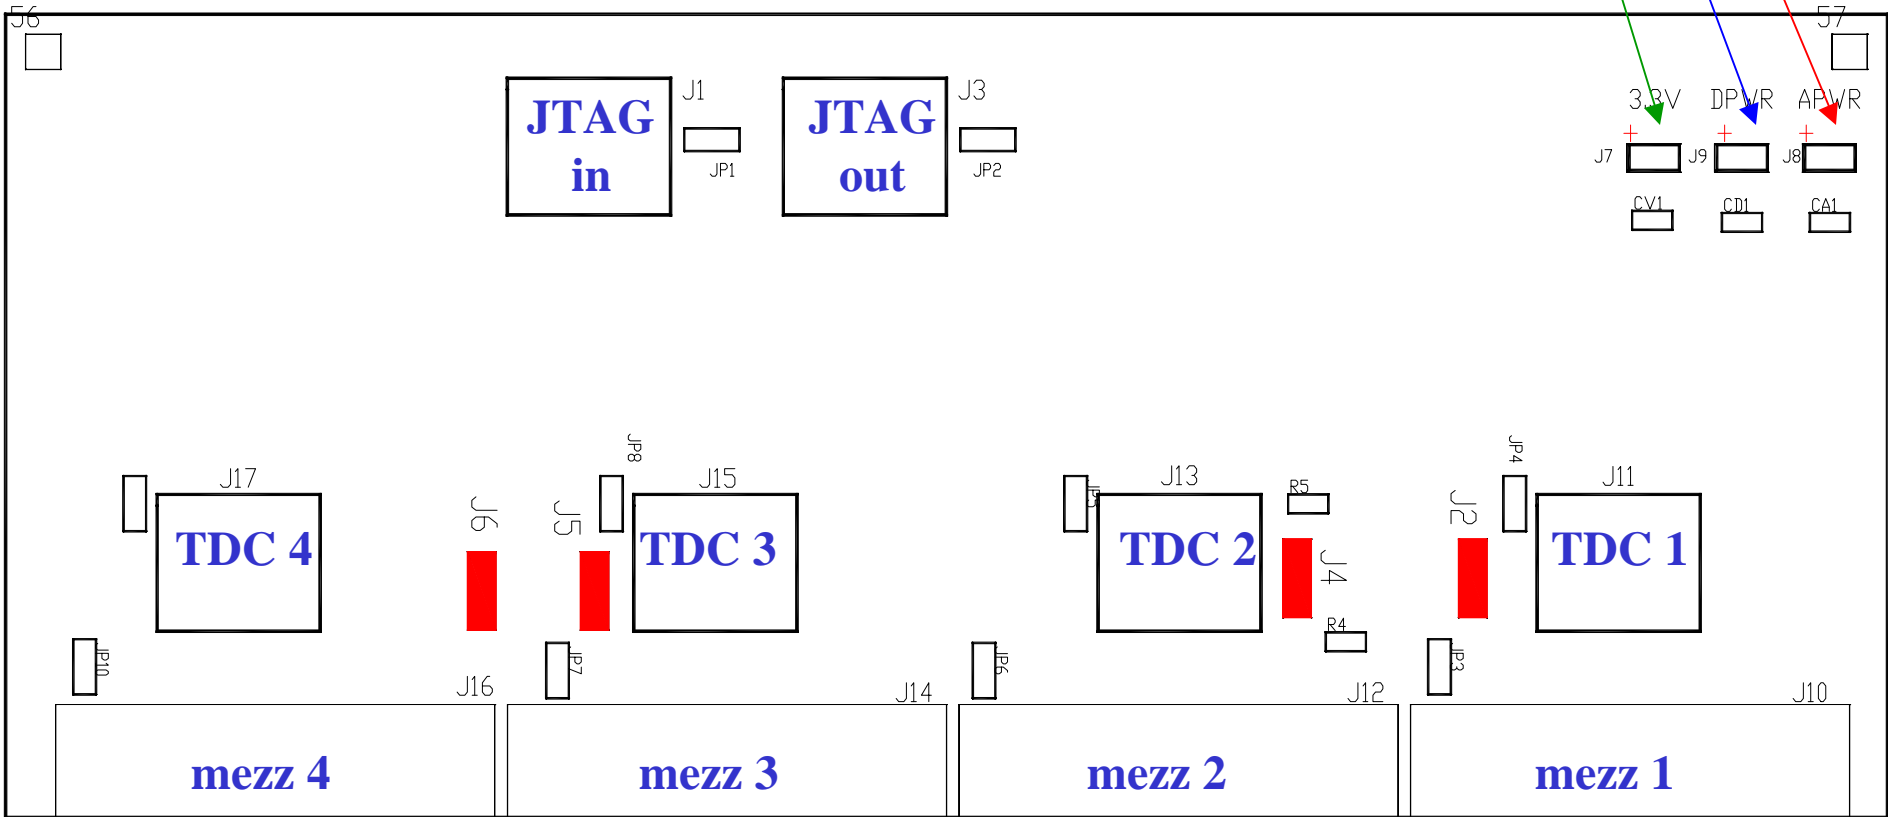 56
57
J1
J3
JTAG
in
JTAG
out
JP1
JP2
3.3V DPWR APWR
+ + +
J7 J9 J8
CV1 CD1 CA1
JP8
JP4
J17
J15
J13
R5
J11
J6
J5
J2
TDC 4
TDC 3
TDC 2
J4
TDC 1
R4
JP10
JP7
JP6
JP3
J16
J14
J12
J10
mezz 4
mezz 3
mezz 2
mezz 1